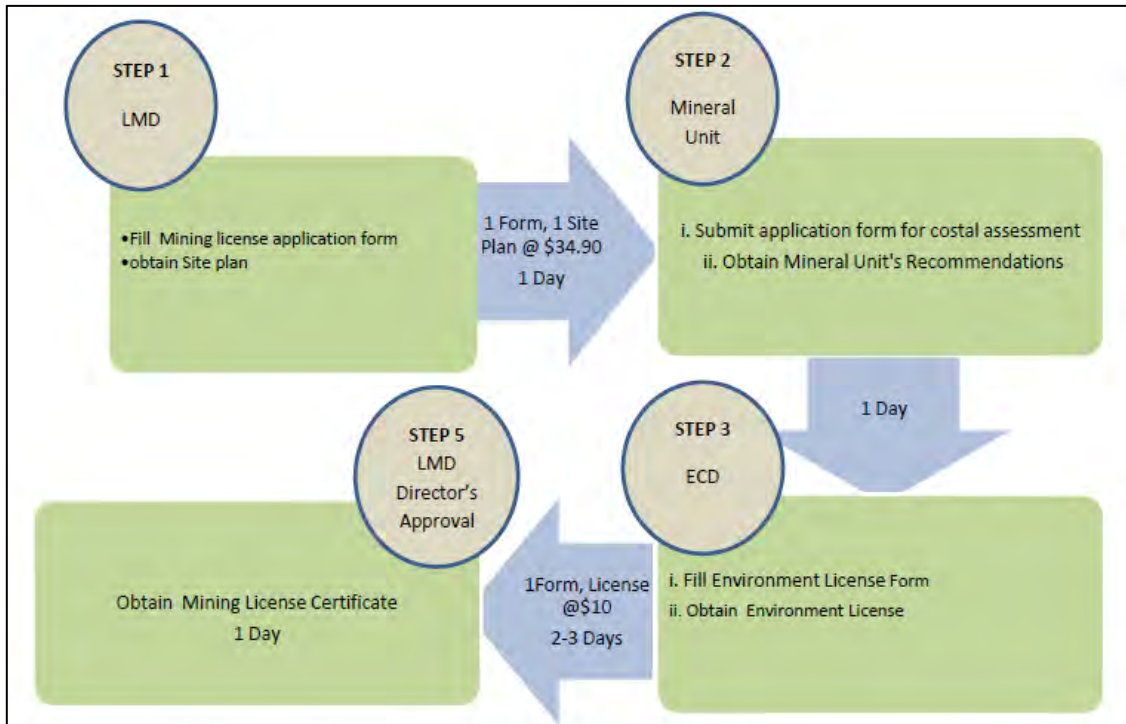 STEP 1
LMD
•Fill Mining license application form
•obtain Site plan
1 Form, 1 Site
Plan @ $34.90
1 Day
STEP 2
Mineral
Unit
i. Submit application form for costal assessment
ii. Obtain Mineral Unit's Recommendations
1 Day
STEP 3
ECD
i. Fill Environment License Form
ii. Obtain Environment License
1Form, License
@$10
2-3 Days
STEP 5
LMD
Director's
Approval
Obtain Mining License Certificate
1 Day